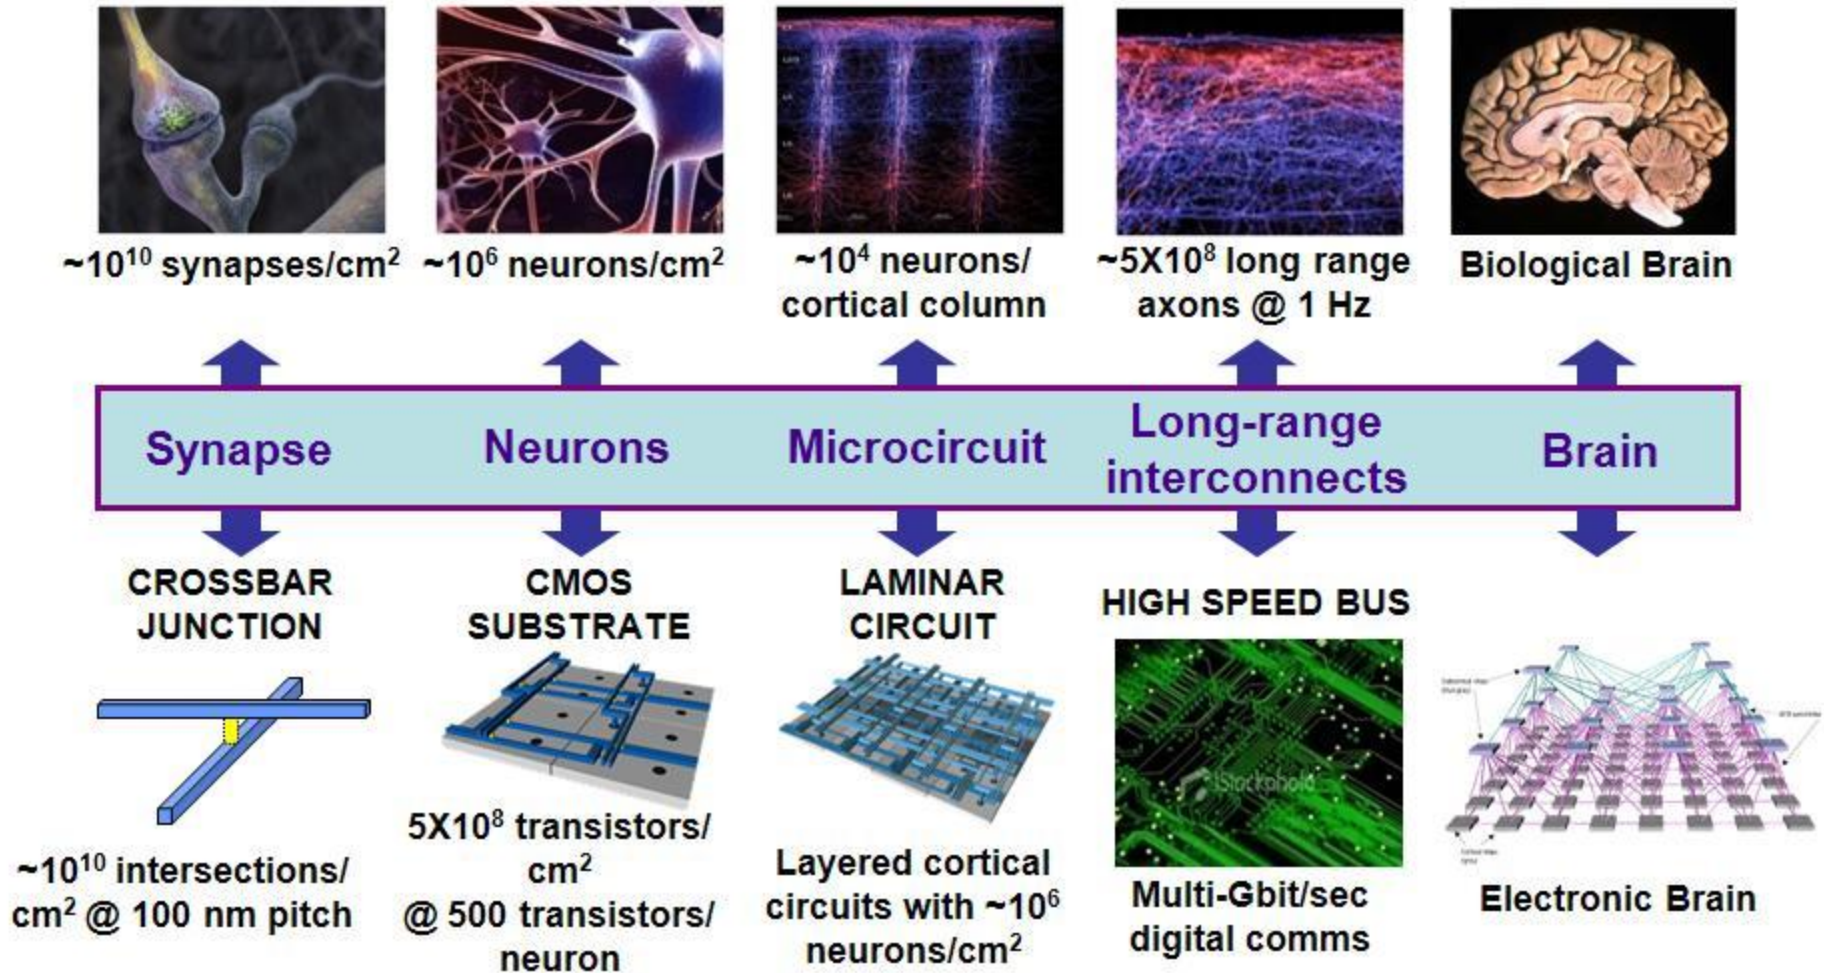 ~10¹⁰ synapses/cm²
~10⁶ neurons/cm²
~10⁴ neurons/
cortical column
~5X10⁸ long range
axons @ 1 Hz
Biological Brain
Synapse
Neurons
Microcircuit
Long-range
interconnects
Brain
CROSSBAR
JUNCTION
~10¹⁰ intersections/
cm² @ 100 nm pitch
CMOS
SUBSTRATE
5X10⁸ transistors/
cm²
@ 500 transistors/
neuron
LAMINAR
CIRCUIT
Layered cortical
circuits with ~10⁶
neurons/cm²
HIGH SPEED BUS
iStockphoto
Multi-Gbit/sec
digital comms
Electronic Brain